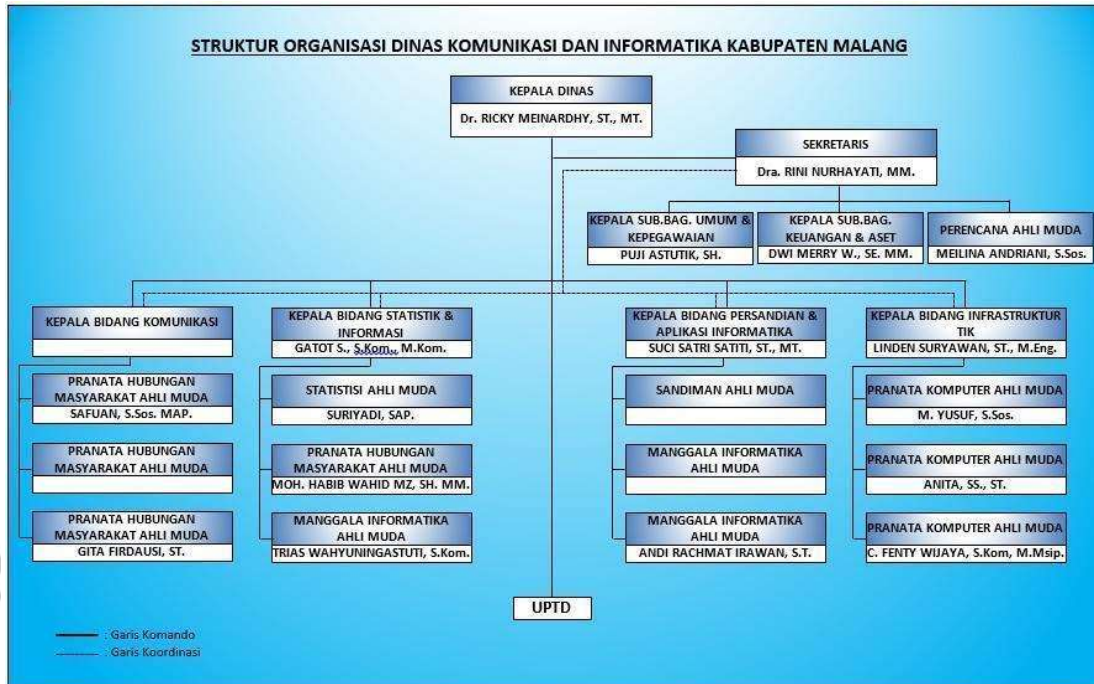 STRUKTUR ORGANISASI DINAS KOMUNIKASI DAN INFORMATIKA KABUPATEN MALANG
KEPALA DINAS
Dr. RICKY MEINARDHY, ST., MT.
SEKRETARIS
Dra. RINI NURHAYATI, MM.
KEPALA SUB.BAG. UMUM &
KEPEGAWAIAN
PUJI ASTUTIK, SH.
KEPALA SUB.BAG.
KEUANGAN & ASET
DWI MERRY W., SE. MM.
PERENCANA AHLI MUDA
MEILINA ANDRIANI, S.Sos.
KEPALA BIDANG KOMUNIKASI
PRANATA HUBUNGAN
MASYARAKAT AHLI MUDA
SAFUAN, S.Sos. MAP.
PRANATA HUBUNGAN
MASYARAKAT AHLI MUDA
PRANATA HUBUNGAN
MASYARAKAT AHLI MUDA
GITA FIRDAUSI, ST.
KEPALA BIDANG STATISTIK &
INFORMASI
GATOT S., S.Kom., M.Kom.
STATISTISI AHLI MUDA
SURIYADI, SAP.
PRANATA HUBUNGAN
MASYARAKAT AHLI MUDA
MOH. HABIB WAHID MZ, SH. MM.
MANGGALA INFORMATIKA
AHLI MUDA
TRIAS WAHYUNINGASTUTI, S.Kom.
KEPALA BIDANG PERSANDIAN &
APLIKASI INFORMATIKA
SUCI SATRI SATITI, ST., MT.
SANDIMAN AHLI MUDA
MANGGALA INFORMATIKA
AHLI MUDA
MANGGALA INFORMATIKA
AHLI MUDA
ANDI RACHMAT IRAWAN, S.T.
KEPALA BIDANG INFRASTRUKTUR
TIK
LINDEN SURYAWAN, ST., M.Eng.
PRANATA KOMPUTER AHLI MUDA
M. YUSUF, S.Sos.
PRANATA KOMPUTER AHLI MUDA
ANITA, SS., ST.
PRANATA KOMPUTER AHLI MUDA
C. FENTY WIJAYA, S.Kom, M.Msip.
UPTD
: Garis Komando
: Garis Koordinasi